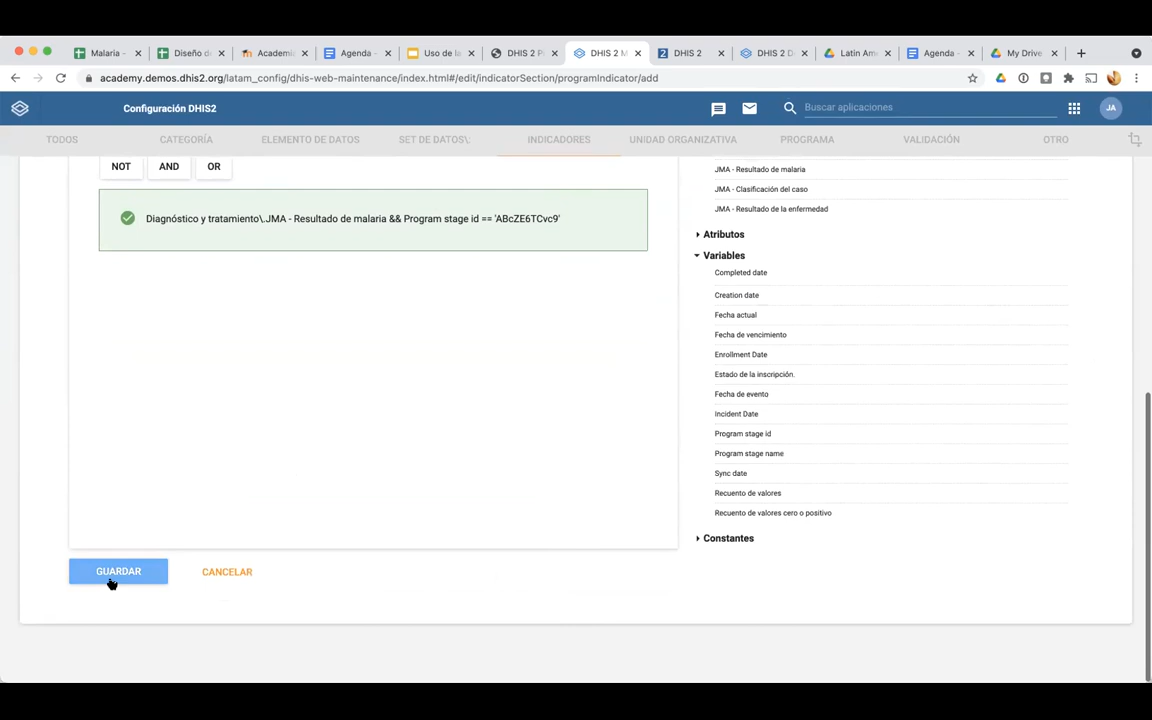 Malaria -
Diseño de
Academia
Agenda -
Uso de la
DHIS 2 P
DHIS 2 M
DHIS 2
DHIS 2 D
Latin Ame
Agenda -
My Drive
academy.demos.dhis2.org/latam_config/dhis-web-maintenance/index.html#/edit/indicatorSection/programIndicator/add
Configuración DHIS2
Buscar aplicaciones
JA
TODOS
CATEGORÍA
ELEMENTO DE DATOS
SET DE DATOS\:
INDICADORES
UNIDAD ORGANIZATIVA
PROGRAMA
VALIDACIÓN
OTRO
NOT
AND
OR
Diagnóstico y tratamiento\.JMA - Resultado de malaria && Program stage id == 'ABcZE6TCvc9'
JMA - Resultado de malaria
JMA - Clasificación del caso
JMA - Resultado de la enfermedad
Atributos
Variables
Completed date
Creation date
Fecha actual
Fecha de vencimiento
Enrollment Date
Estado de la inscripción.
Fecha de evento
Incident Date
Program stage id
Program stage name
Sync date
Recuento de valores
Recuento de valores cero o positivo
Constantes
GUARDAR
CANCELAR